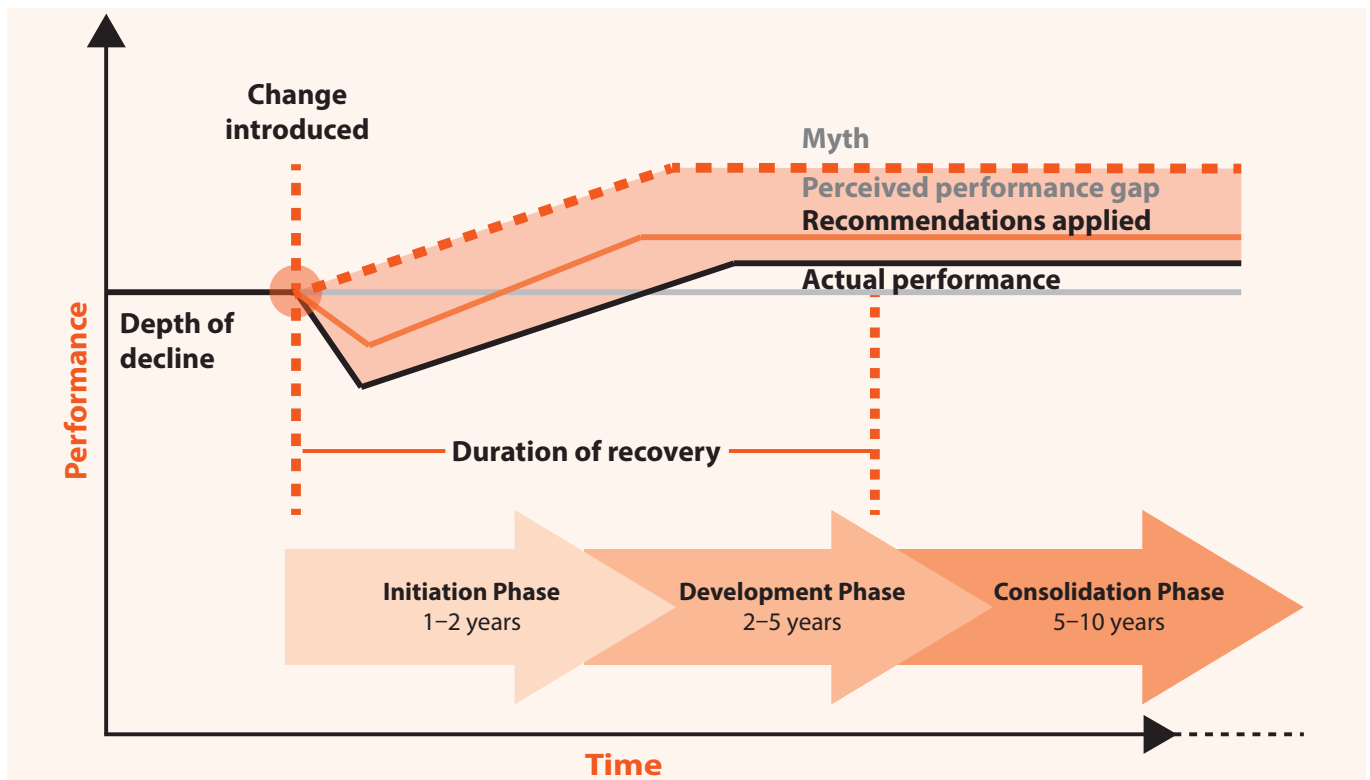 Change
introduced
Myth
Perceived performance gap
Recommendations applied
Actual performance
Depth of
decline
Performance
Duration of recovery
Initiation Phase
1–2 years
Development Phase
2–5 years
Consolidation Phase
5–10 years
Time